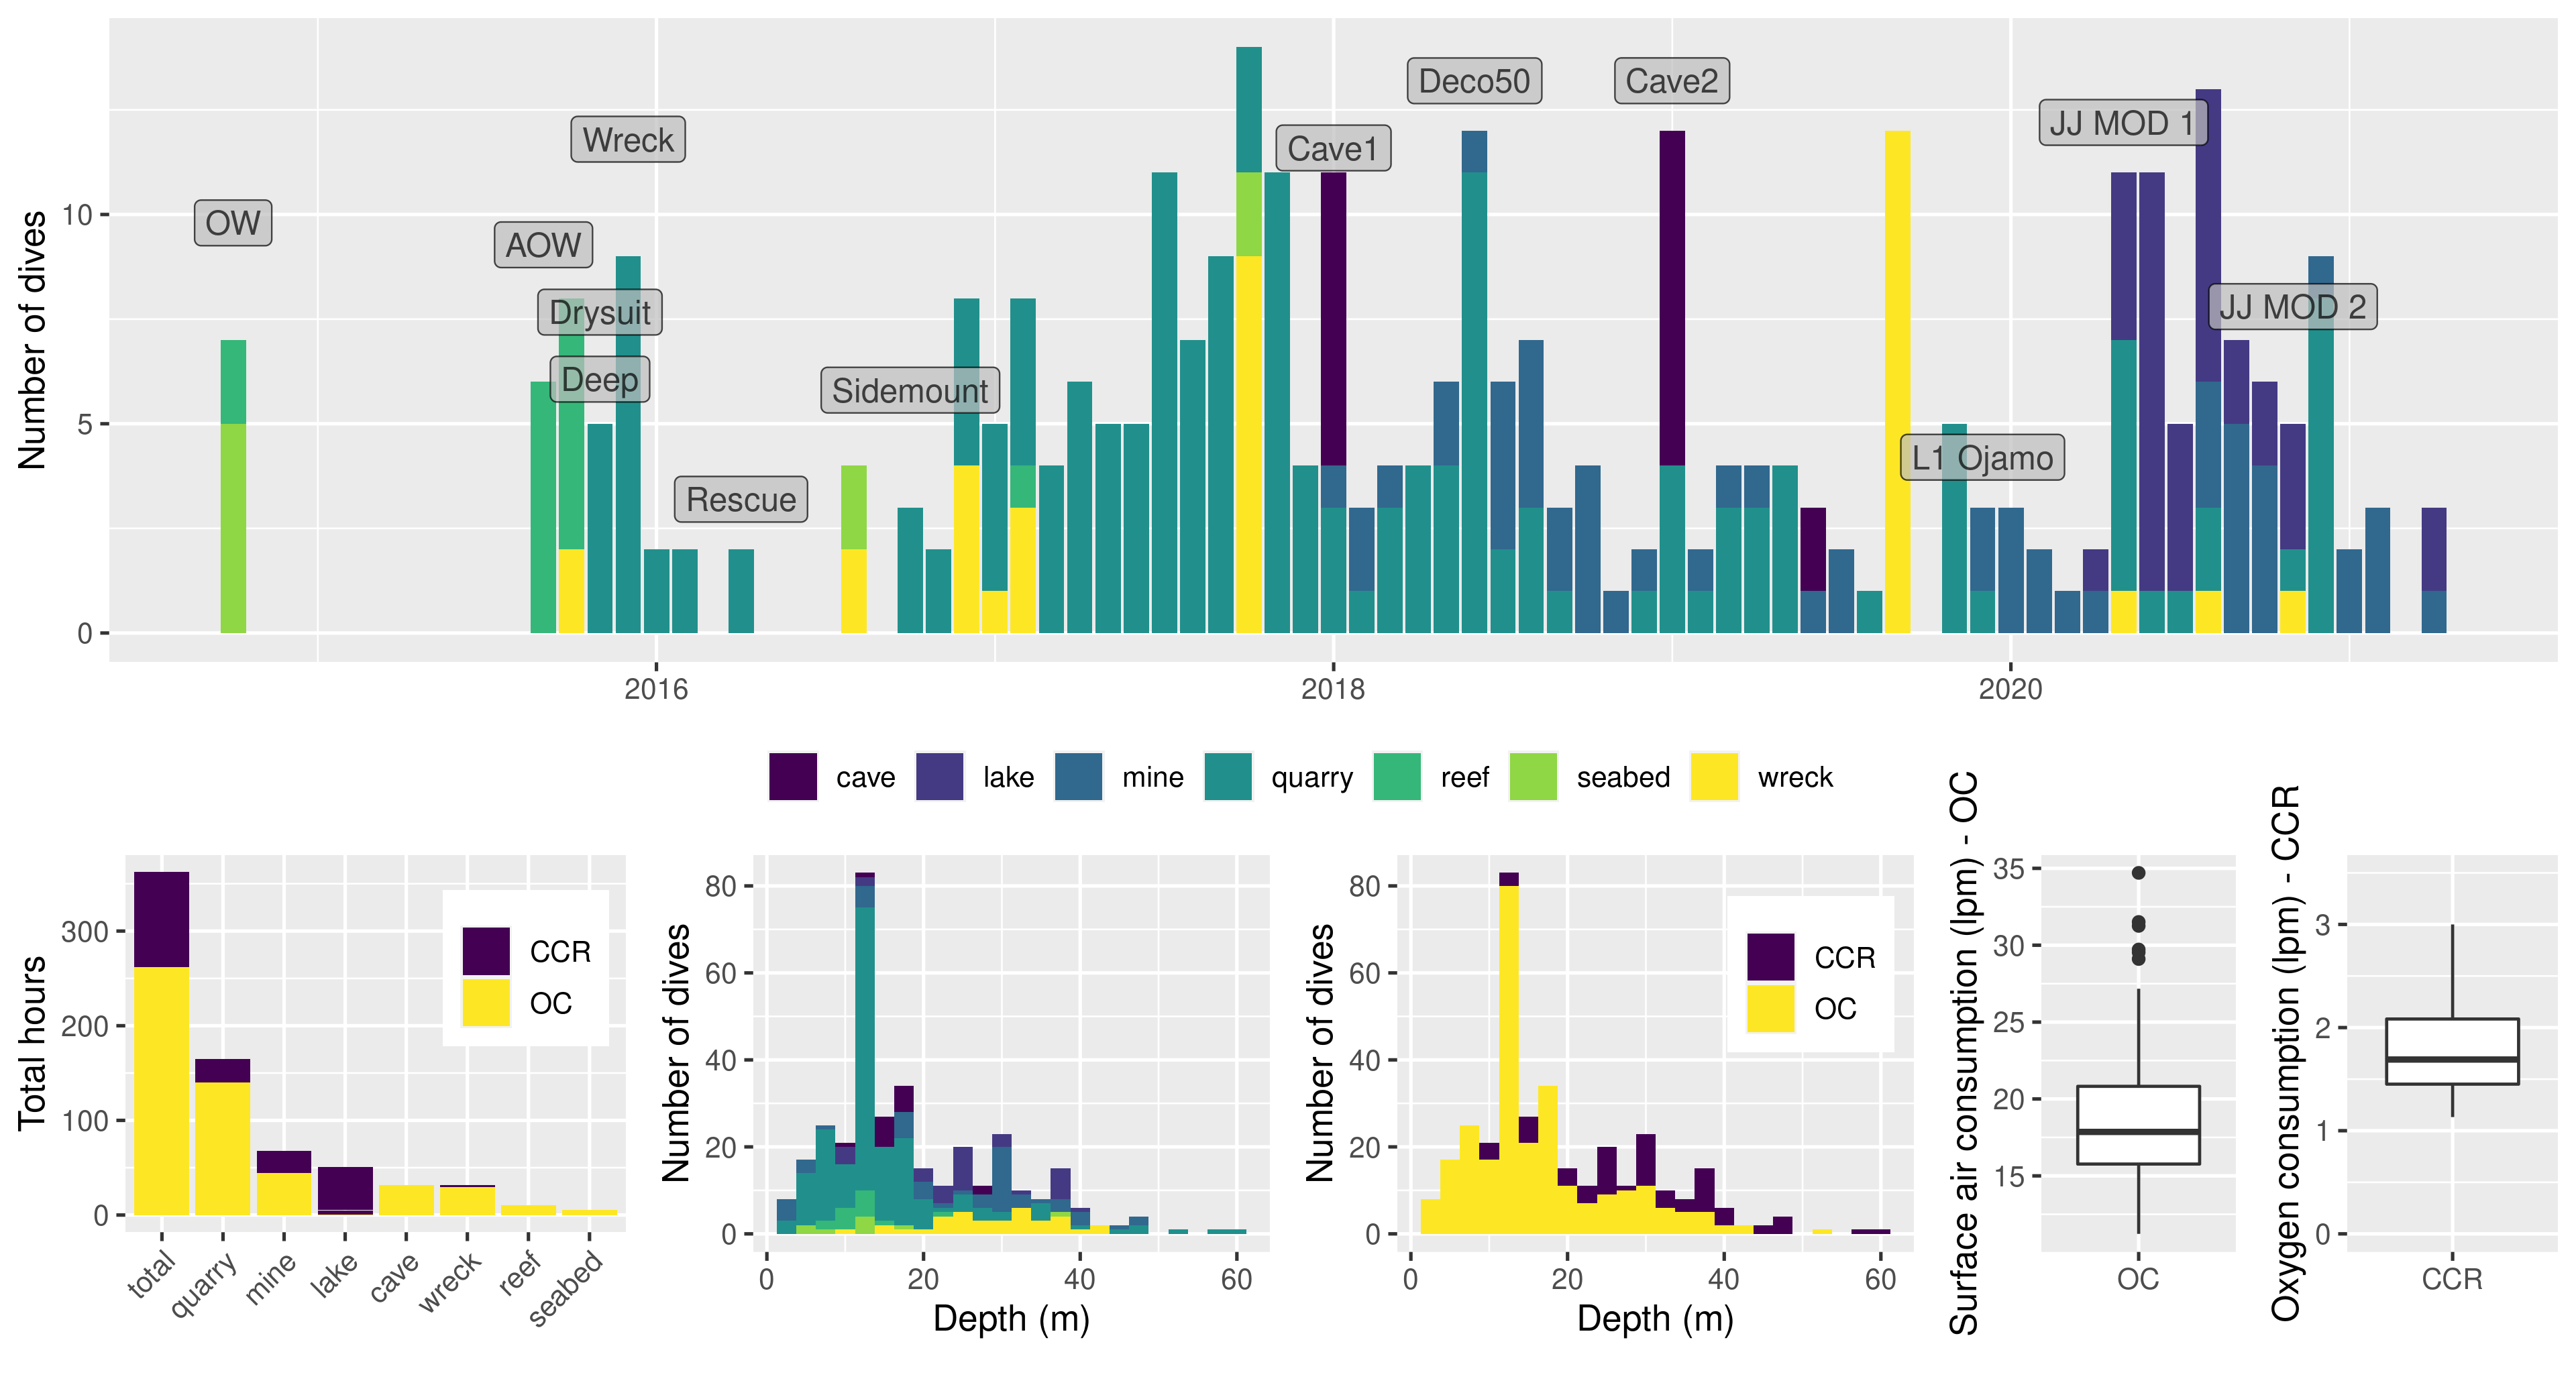 Number of dives
10
5
0
OW
AOW
Wreck
Drysuit
Deep
Rescue
Sidemount
Cave1
Deco50
Cave2
L1 Ojamo
JJ MOD 1
JJ MOD 2
2016
2018
2020
cave lake mine quarry reef seabed wreck
Total hours
300
200
100
0
CCR
OC
total
quarry
mine
lake
cave
wreck
reef
seabed
Number of dives
80
60
40
20
0
0 20 40 60
Depth (m)
Number of dives
80
60
40
20
0
CCR
OC
0 20 40 60
Depth (m)
Surface air consumption (lpm) - OC
35
30
25
20
15
OC
Oxygen consumption (lpm) - CCR
3
2
1
0
CCR